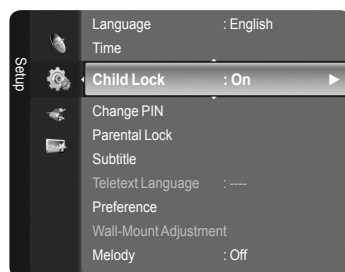 Setup
Language : English
Time
Child Lock : On
Change PIN
Parental Lock
Subtitle
Teletext Language : ----
Preference
Wall-Mount Adjustment
Melody : Off